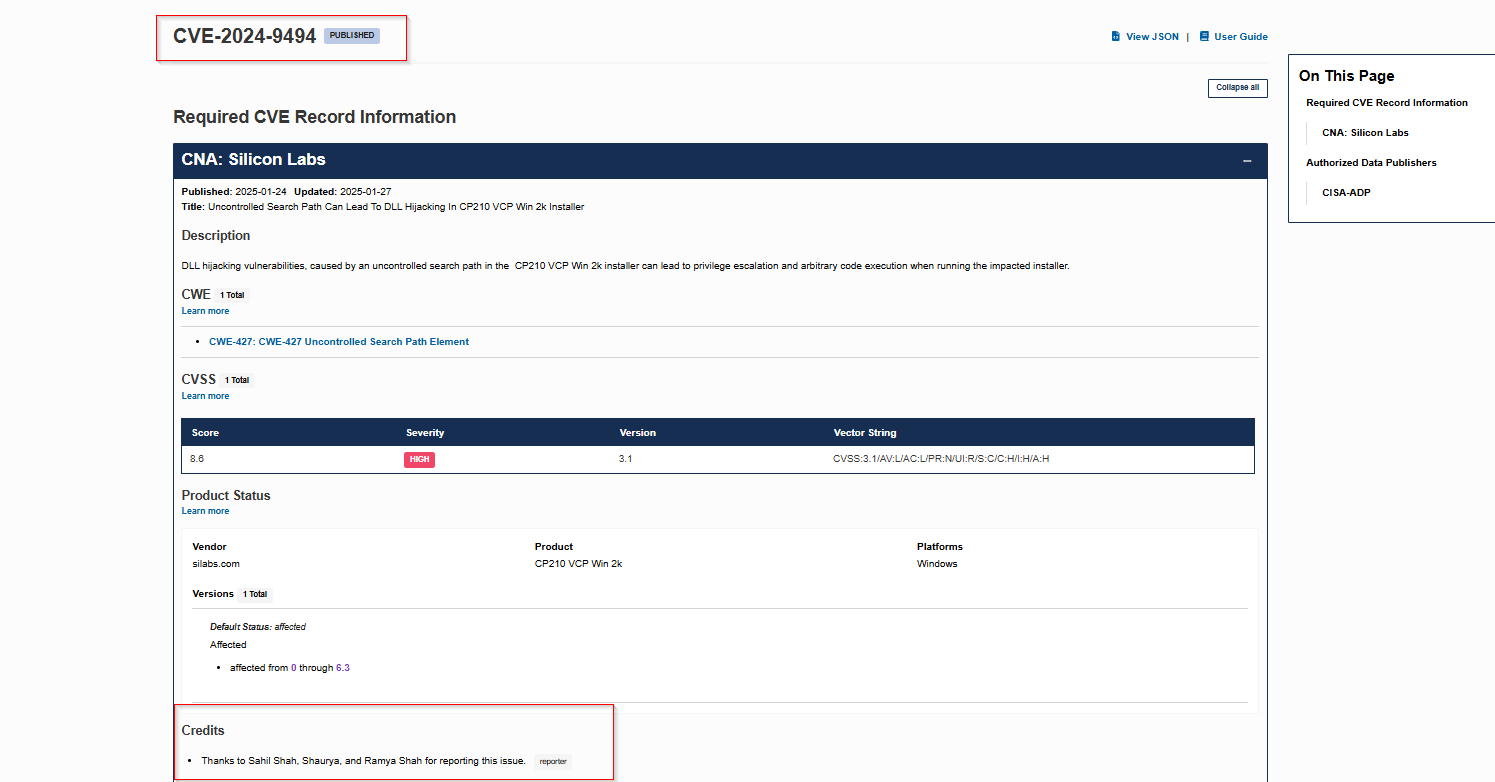 CVE-2024-9494 PUBLISHED
View JSON | User Guide
Collapse all
On This Page
Required CVE Record Information
CNA: Silicon Labs
Authorized Data Publishers
CISA-ADP
Required CVE Record Information
CNA: Silicon Labs
Published: 2025-01-24 Updated: 2025-01-27
Title: Uncontrolled Search Path Can Lead To DLL Hijacking In CP210 VCP Win 2k Installer
Description
DLL hijacking vulnerabilities, caused by an uncontrolled search path in the CP210 VCP Win 2k installer can lead to privilege escalation and arbitrary code execution when running the impacted installer.
CWE 1 Total
Learn more
• CWE-427: CWE-427 Uncontrolled Search Path Element
CVSS 1 Total
Learn more
Score Severity Version Vector String
8.6 HIGH 3.1 CVSS:3.1/AV:L/AC:L/PR:N/UI:R/S:C/C:H/I:H/A:H
Product Status
Learn more
Vendor Product Platforms
silabs.com CP210 VCP Win 2k Windows
Versions 1 Total
Default Status: affected
Affected
• affected from 0 through 6.3
Credits
• Thanks to Sahil Shah, Shaurya, and Ramya Shah for reporting this issue. reporter